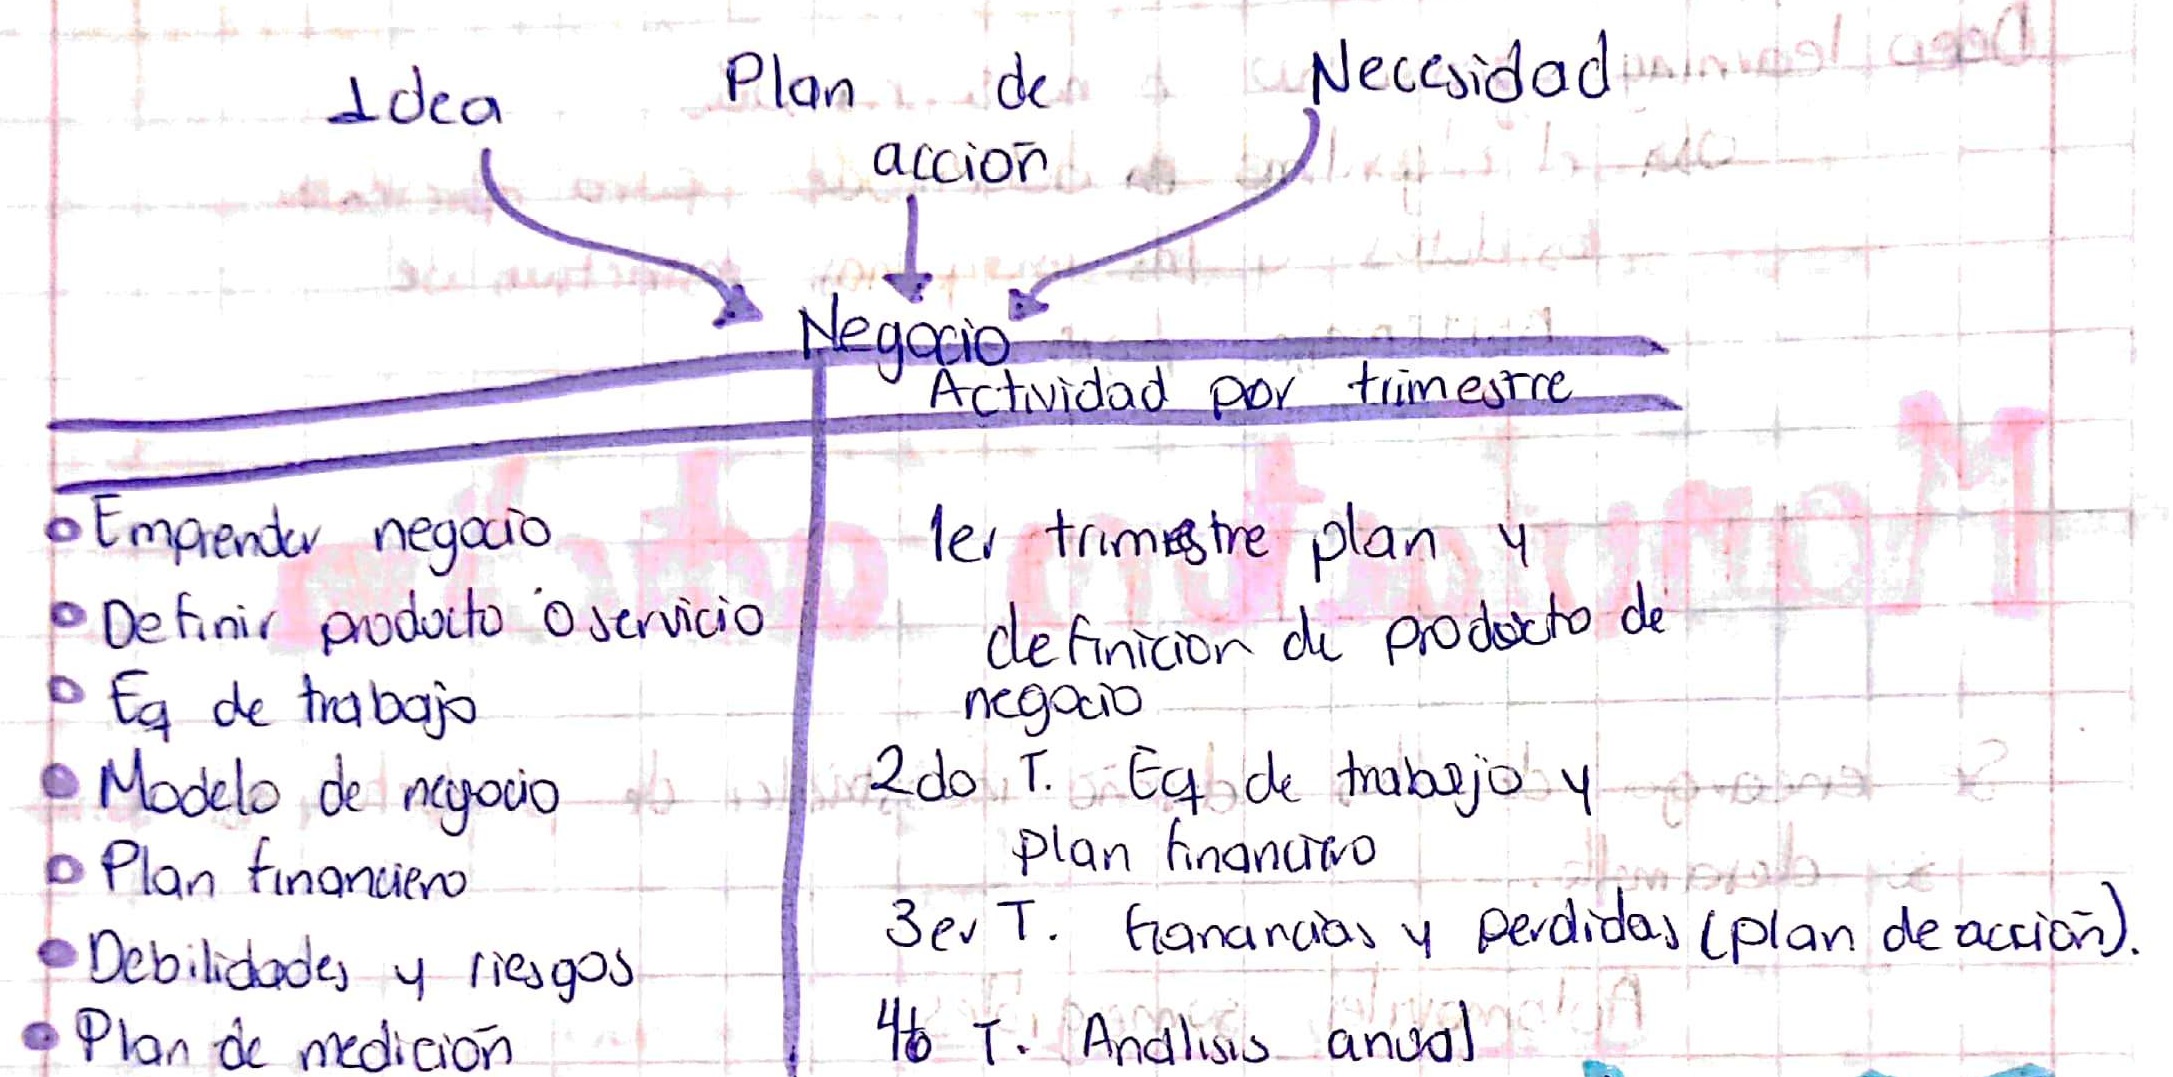 Idea
Plan de
acción
Necesidad
Negocio
Actividad por trimestre
Emprender negocio
Definir producto o servicio
Eq de trabajo
Modelo de negocio
Plan financiero
Debilidades y riesgos
Plan de medición
1er trimestre plan y
definicion de producto de
negocio
2do T. Eq de trabajo y
plan financiero
3er T. Ganancias y perdidas (plan de acción).
4to T. Análisis anual